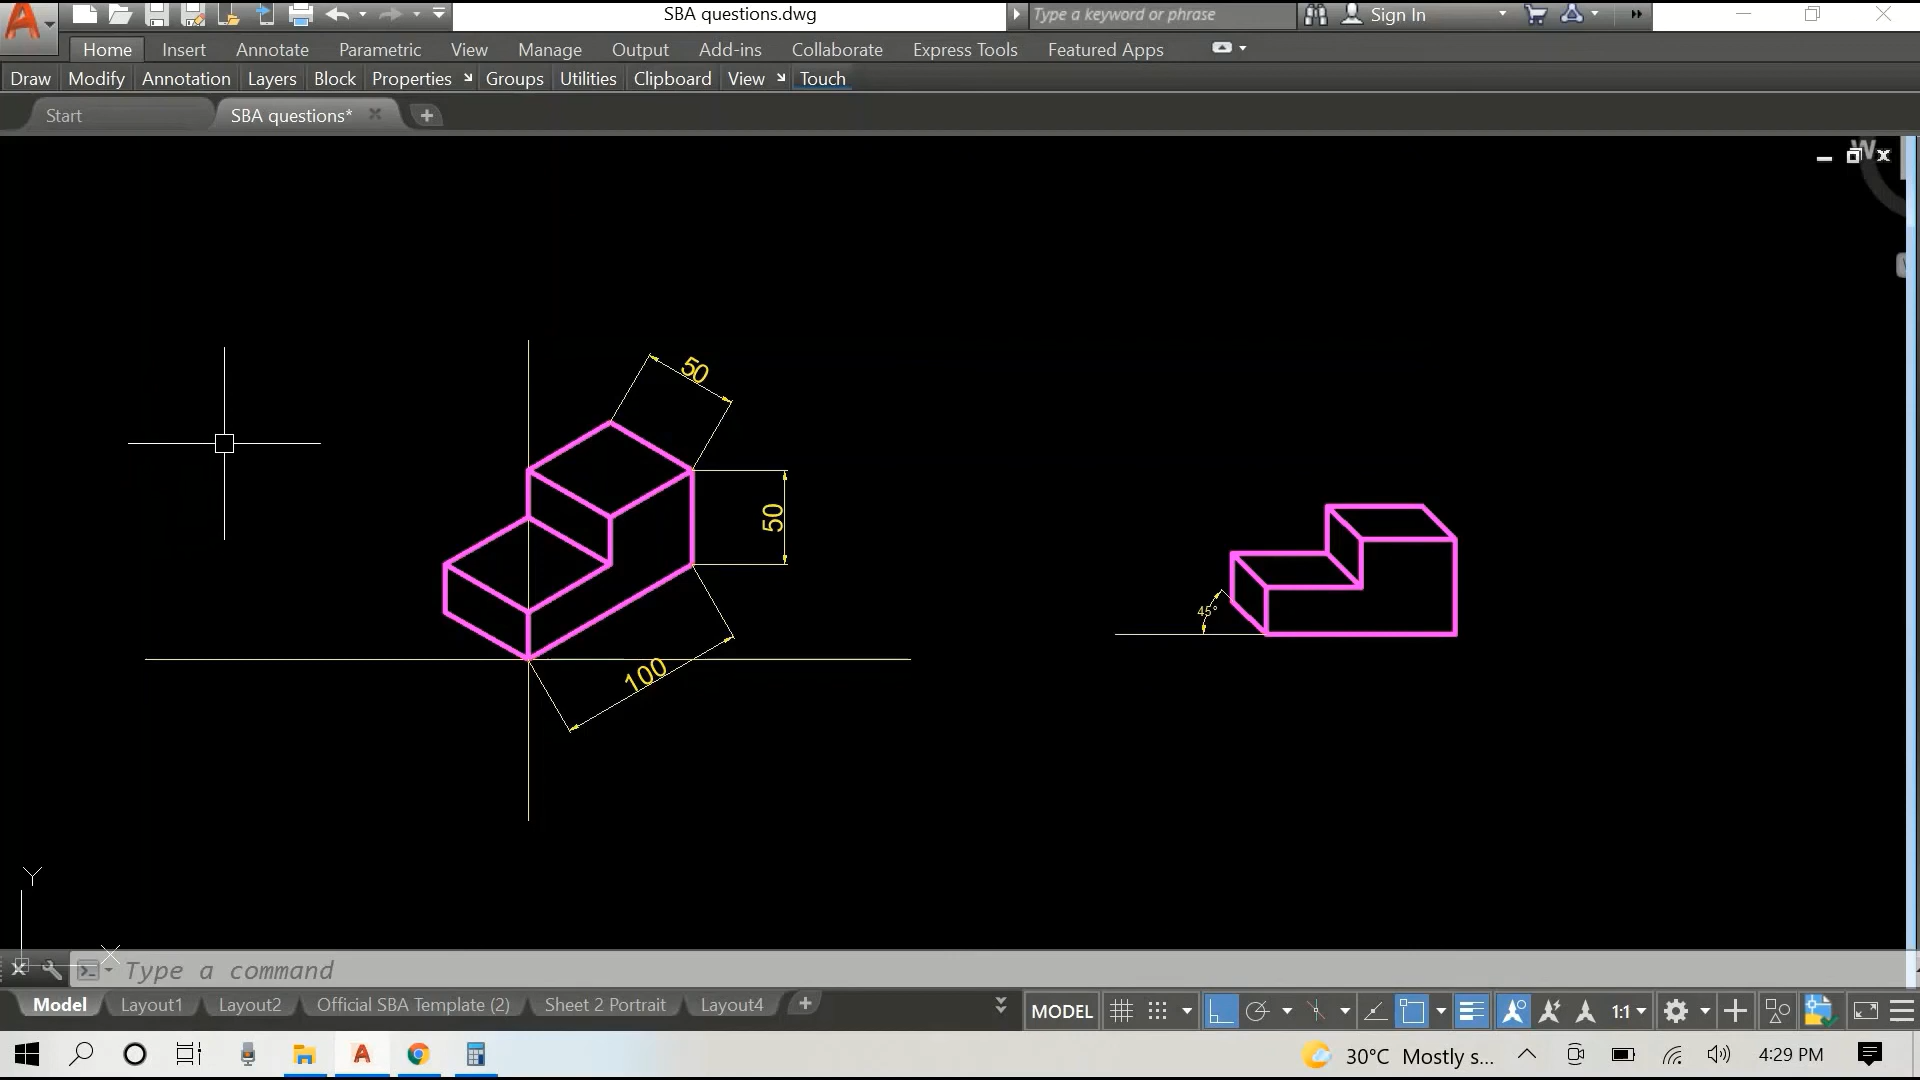 SBA questions.dwg
Type a keyword or phrase
Sign In
Home Insert Annotate Parametric View Manage Output Add-ins Collaborate Express Tools Featured Apps
Draw Modify Annotation Layers Block Properties Groups Utilities Clipboard View Touch
Start SBA questions*
W
50
50
100
45°
Y
X
Type a command
Model Layout1 Layout2 Official SBA Template (2) Sheet 2 Portrait Layout4 MODEL 1:1
30°C Mostly s... 4:29 PM